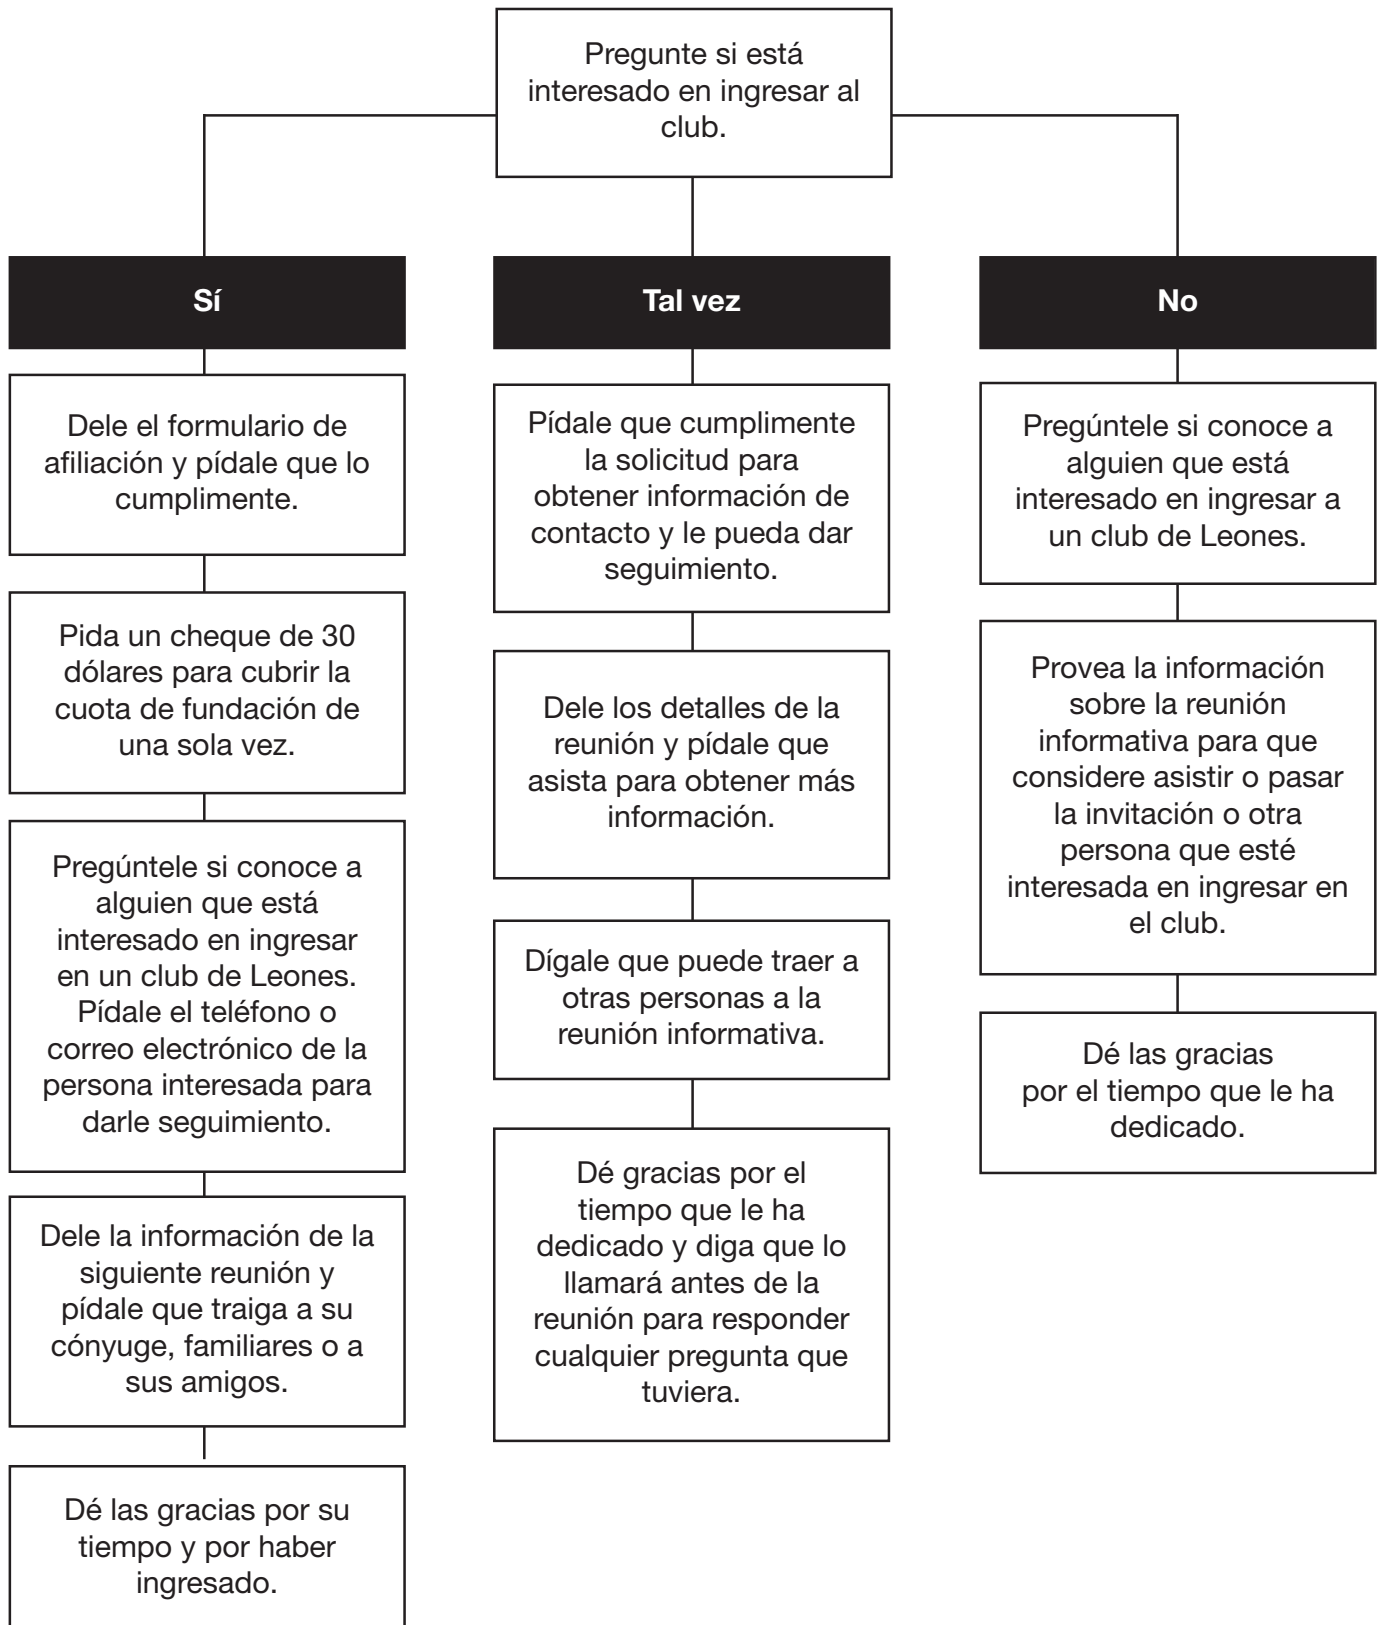 Pregunte si está
interesado en ingresar al
club.
Sí
Dele el formulario de
afiliación y pídale que lo
cumplimente.
Pida un cheque de 30
dólares para cubrir la
cuota de fundación de
una sola vez.
Pregúntele si conoce a
alguien que está
interesado en ingresar
en un club de Leones.
Pídale el teléfono o
correo electrónico de la
persona interesada para
darle seguimiento.
Dele la información de la
siguiente reunión y
pídale que traiga a su
cónyuge, familiares o a
sus amigos.
Dé las gracias por su
tiempo y por haber
ingresado.
Tal vez
Pídale que cumplimente
la solicitud para
obtener información de
contacto y le pueda dar
seguimiento.
Dele los detalles de la
reunión y pídale que
asista para obtener más
información.
Dígale que puede traer a
otras personas a la
reunión informativa.
Dé gracias por el
tiempo que le ha
dedicado y diga que lo
llamará antes de la
reunión para responder
cualquier pregunta que
tuviera.
No
Pregúntele si conoce a
alguien que está
interesado en ingresar a
un club de Leones.
Provea la información
sobre la reunión
informativa para que
considere asistir o pasar
la invitación o otra
persona que esté
interesada en ingresar en
el club.
Dé las gracias
por el tiempo que le ha
dedicado.